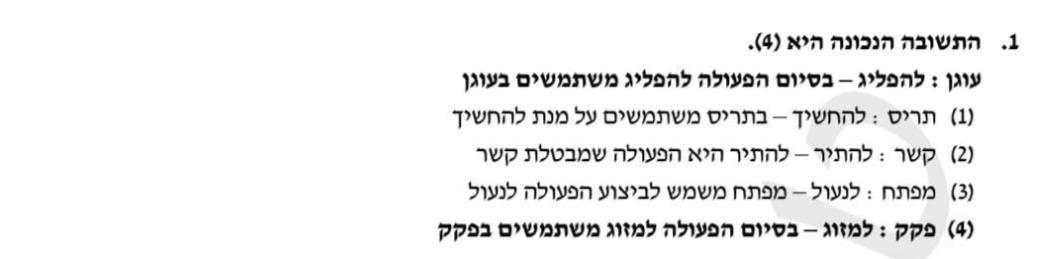 1. התשובה הנכונה היא (4).
עוגן : להפליג – בסיום הפעולה להפליג משתמשים בעוגן
(1) תריס : להחשיך – בתריס משתמשים על מנת להחשיך
(2) קשר : להתיר – להתיר היא הפעולה שמבטלת קשר
(3) מפתח : לנעול – מפתח משמש לביצוע הפעולה לנעול
(4) פקק : למזוג – בסיום הפעולה למזוג משתמשים בפקק